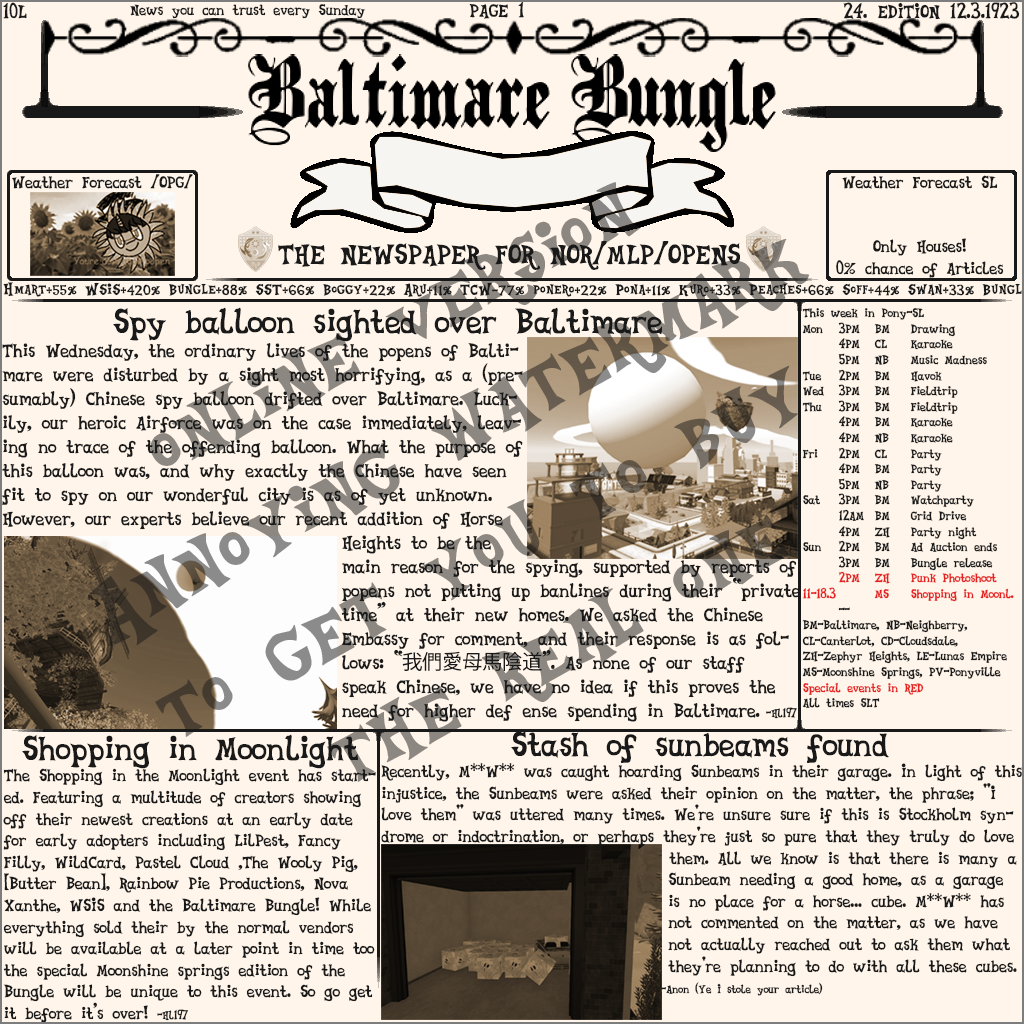 10L
News you can trust every Sunday
PAGE 1
24. EDITION 12.3.1923
Baltimare Bungle
Weather Forecast /OPG/
Weather Forecast SL
Only Houses!
0% chance of Articles
THE NEWSPAPER FOR NOR/MLP/OPENS
HMART+55% WSiS+420% BUNGLE+88% SST+66% BOGGY+22% ARU+11% TCW-77% PONERO+22% PONA+11% KURO+33% PEACHES+66% SOFF+44% SWAN+33% BUNGL
Spy balloon sighted over Baltimare
This Wednesday, the ordinary lives of the popens of Balti-
mare were disturbed by a sight most horrifying, as a (pre-
sumably) Chinese spy balloon drifted over Baltimare. Luck-
ily, our heroic Airforce was on the case immediately, leav-
ing no trace of the offending balloon. What the purpose of
this balloon was, and why exactly the Chinese have seen
fit to spy on our wonderful city is as of yet unknown.
However, our experts believe our recent addition of Horse
Heights to be the
main reason for the spying, supported by reports of
popens not putting up banlines during their "private
time" at their new homes. We asked the Chinese
Embassy for comment, and their response is as fol-
lows: "我們愛母馬陰道". As none of our staff
speak Chinese, we have no idea if this proves the
need for higher def ense spending in Baltimare. -HL197
This week in Pony-SL
Mon 3PM BM Drawing
4PM CL Karaoke
5PM NB Music Madness
Tue 2PM BM Havok
Wed 3PM BM Fieldtrip
Thu 3PM BM Fieldtrip
4PM BM Karaoke
4PM NB Karaoke
Fri 2PM CL Party
4PM BM Party
5PM NB Party
Sat 3PM BM Watchparty
12AM BM Grid Drive
4PM ZH Party night
Sun 2PM BM Ad Auction ends
3PM BM Bungle release
2PM ZH Punk Photoshoot
11-18.3 MS Shopping in Moonl.
—
BM-Baltimare, NB-Neighberry,
CL-Canterlot, CD-Cloudsdale,
ZH-Zephyr Heights, LE-Lunas Empire
MS-Moonshine Springs, PV-Ponyville
Special events in RED
All times SLT
Shopping in Moonlight
The Shopping in the Moonlight event has start-
ed. Featuring a multitude of creators showing
off their newest creations at an early date
for early adopters including LilPest, Fancy
Filly, WildCard, Pastel Cloud ,The Wooly Pig,
[Butter Bean], Rainbow Pie Productions, Nova
Xanthe, WSiS and the Baltimare Bungle! While
everything sold their by the normal vendors
will be available at a later point in time too
the special Moonshine springs edition of the
Bungle will be unique to this event. So go get
it before it's over! -HL197
Stash of sunbeams found
Recently, M**W** was caught hoarding Sunbeams in their garage. in light of this
injustice, the Sunbeams were asked their opinion on the matter, the phrase; "i
love them" was uttered many times. We're unsure if this is Stockholm syn-
drome or indoctrination, or perhaps they're just so pure that they truly do love
them. All we know is that there is many a
Sunbeam needing a good home, as a garage
is no place for a horse... cube. M**W** has
not commented on the matter, as we have
not actually reached out to ask them what
they're planning to do with all these cubes.
-Anon (Ye i stole your article)
ONLINE VERSION
ANNOYING WATERMARK
TO GET YOU TO BUY
THE REAL ONE